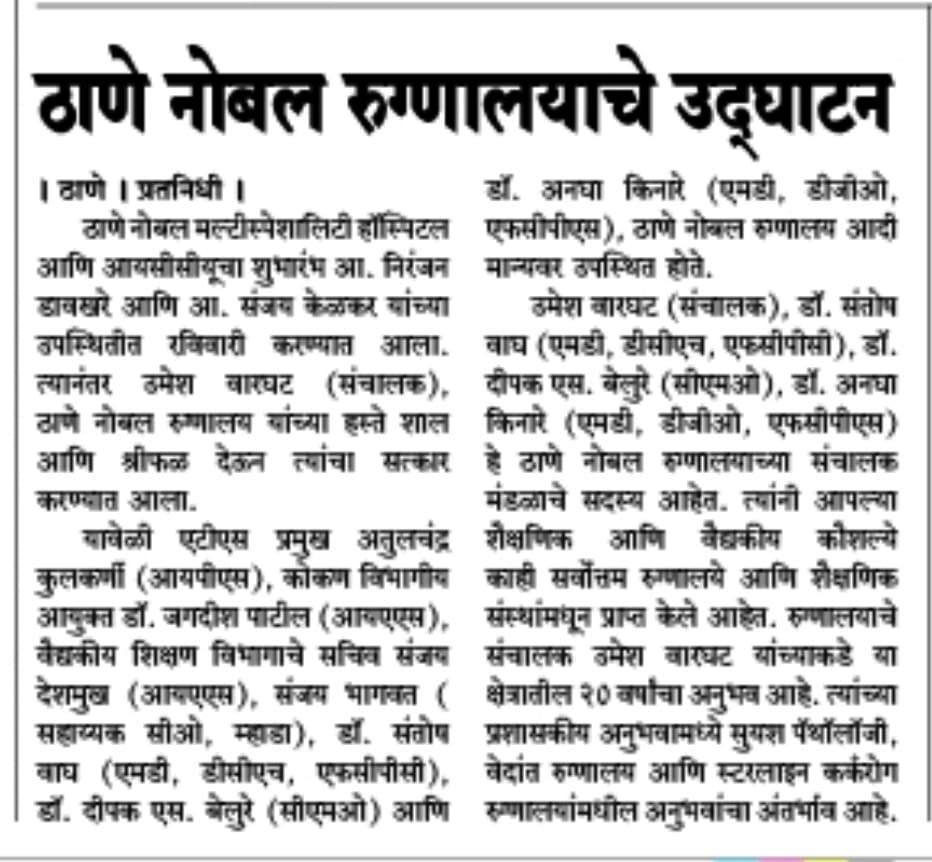 ठाणे नोबल रुग्णालयाचे उद्‌घाटन
। ठाणे । प्रतनिधी ।
ठाणे नोबल मल्टीस्पेशालिटी हॉस्पिटल
आणि आयसीसीयूचा शुभारंभ आ. निरंजन
डावखरे आणि आ. संजय केळकर यांच्या
उपस्थितीत रविवारी करण्यात आला.
त्यानंतर उमेश वारघट (संचालक),
ठाणे नोबल रुग्णालय यांच्या हस्ते शाल
आणि श्रीफळ देऊन त्यांचा सत्कार
करण्यात आला.
यावेळी एटीएस प्रमुख अतुलचंद्र
कुलकर्णी (आयपीएस), कोकण विभागीय
आयुक्त डॉ. जगदीश पाटील (आयएएस),
वैद्यकीय शिक्षण विभागाचे सचिव संजय
देशमुख (आयएएस), संजय भागवत (
सहाय्यक सीओ, म्हाडा), डॉ. संतोष
वाघ (एमडी, डीसीएच, एफसीपीसी),
डॉ. दीपक एस. बेलुरे (सीएमओ) आणि
डॉ. अनघा किनारे (एमडी, डीजीओ,
एफसीपीएस), ठाणे नोबल रुग्णालय आदी
मान्यवर उपस्थित होते.
उमेश वारघट (संचालक), डॉ. संतोष
वाघ (एमडी, डीसीएच, एफसीपीसी), डॉ.
दीपक एस. बेलुरे (सीएमओ), डॉ. अनघा
किनारे (एमडी, डीजीओ, एफसीपीएस)
हे ठाणे नोबल रुग्णालयाच्या संचालक
मंडळाचे सदस्य आहेत. त्यांनी आपल्या
शैक्षणिक आणि वैद्यकीय कौशल्ये
काही सर्वोत्तम रुग्णालये आणि शैक्षणिक
संस्थांमधून प्राप्त केले आहेत. रुग्णालयाचे
संचालक उमेश वारघट यांच्याकडे या
क्षेत्रातील २० वर्षांचा अनुभव आहे. त्यांच्या
प्रशासकीय अनुभवामध्ये सुयश पॅथॉलॉजी,
वेदांत रुग्णालय आणि स्टरलाइन कर्करोग
रुग्णालयांमधील अनुभवांचा अंतर्भाव आहे.